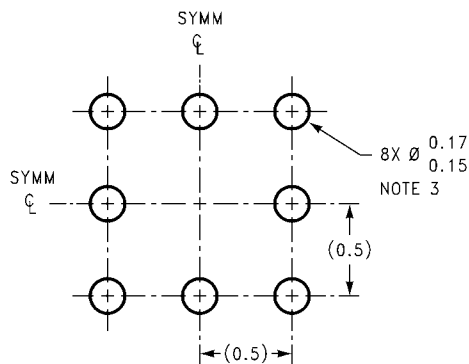 SYMM
℄
8X Ø 0.17
0.15
NOTE 3
SYMM
℄
(0.5)
(0.5)